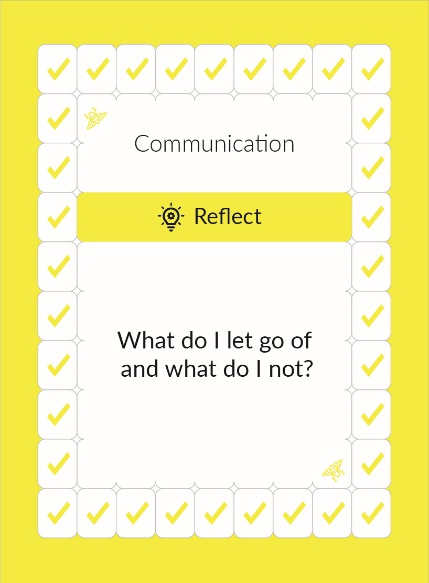 Communication
Reflect
What do I let go of
and what do I not?